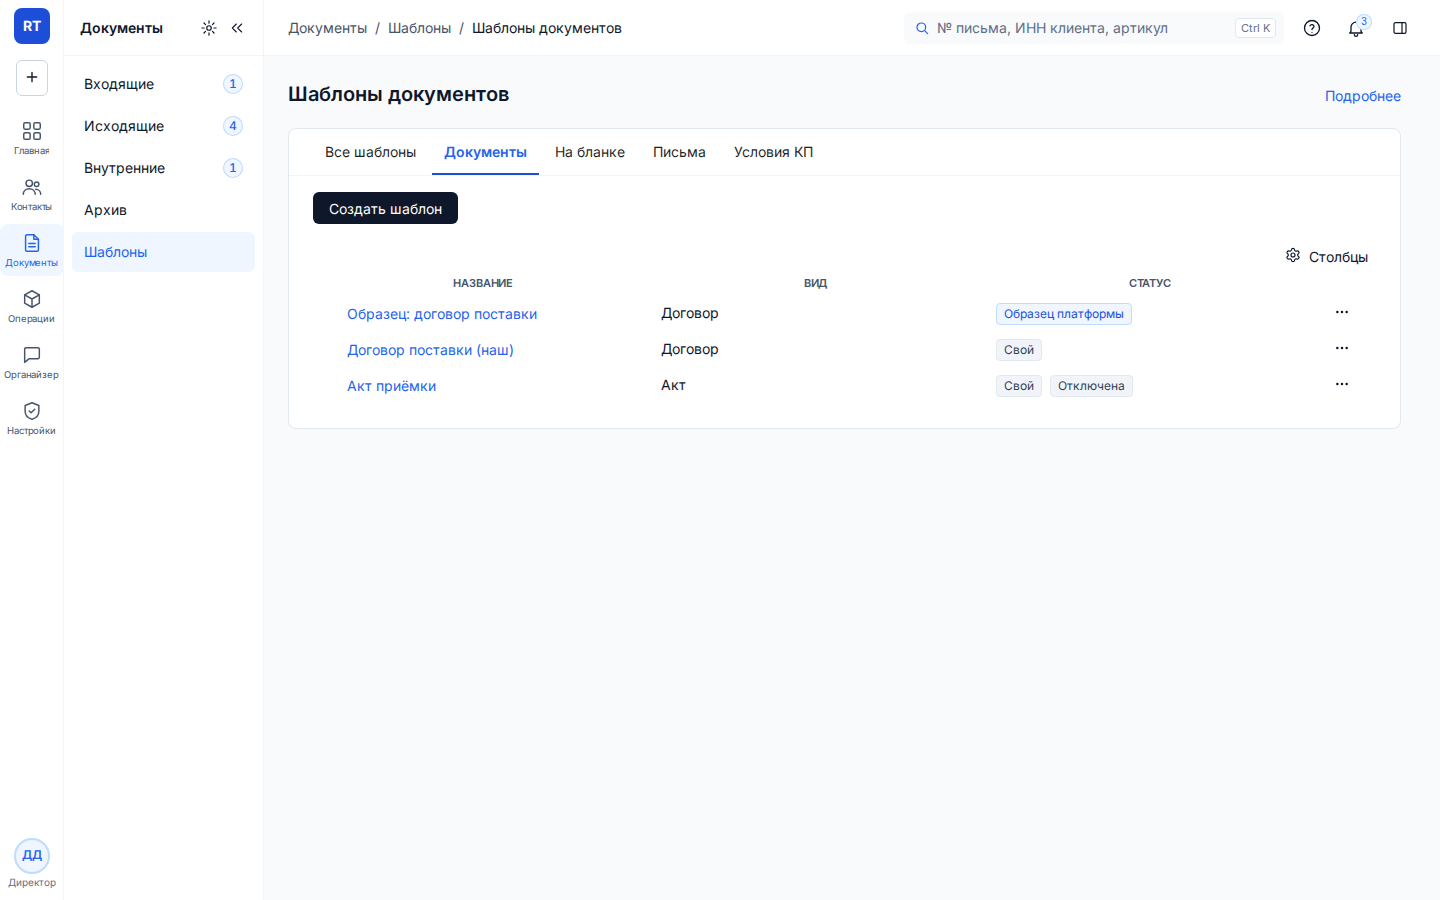 RT
Главная
Контакты
Документы
Операции
Органайзер
Настройки
ДД
Директор
Документы
Входящие 1
Исходящие 4
Внутренние 1
Архив
Шаблоны
Документы / Шаблоны / Шаблоны документов
№ письма, ИНН клиента, артикул Ctrl K
3
Шаблоны документов
Подробнее
Все шаблоны Документы На бланке Письма Условия КП
Создать шаблон
Столбцы
НАЗВАНИЕ ВИД СТАТУС
Образец: договор поставки Договор Образец платформы
Договор поставки (наш) Договор Свой
Акт приёмки Акт Свой Отключена